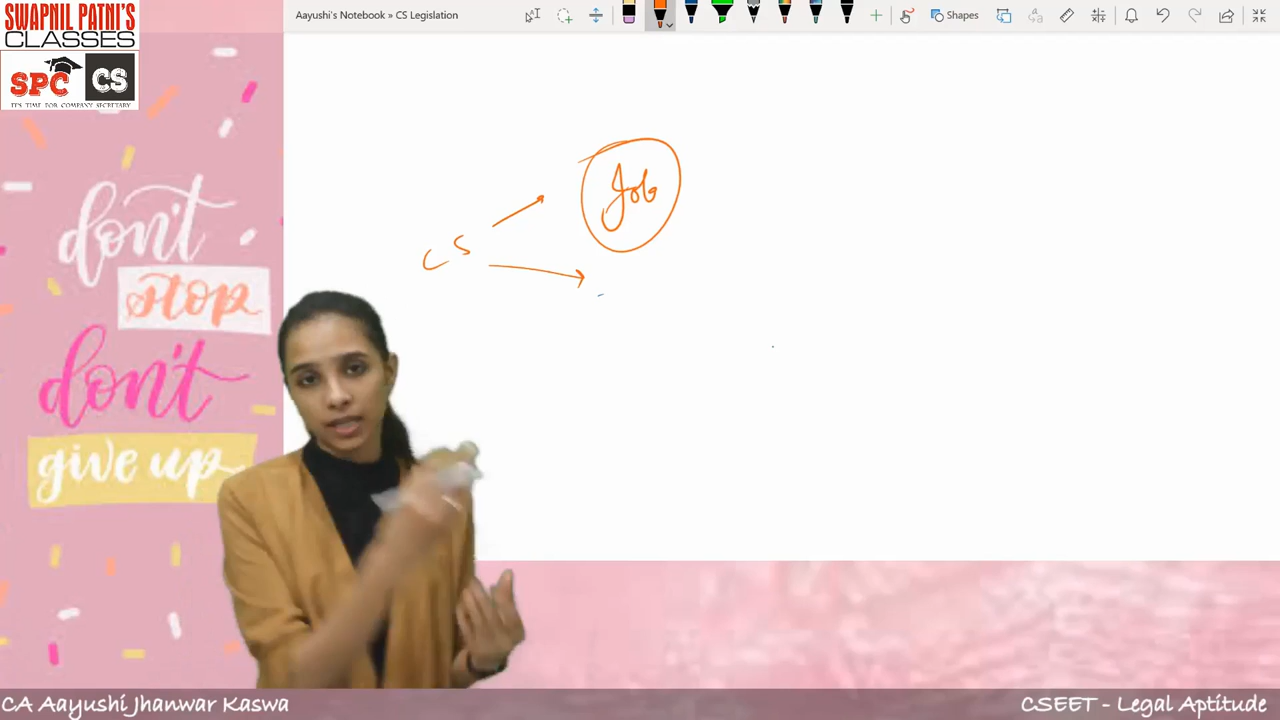 SWAPNIL PATNI'S
CLASSES
SPC CS
IT'S TIME FOR COMPANY SECRETARY
Aayushi's Notebook » CS Legislation
Shapes
Job
CS
don't
stop
don't
give up
CA Aayushi Jhanwar Kaswa
CSEET - Legal Aptitude